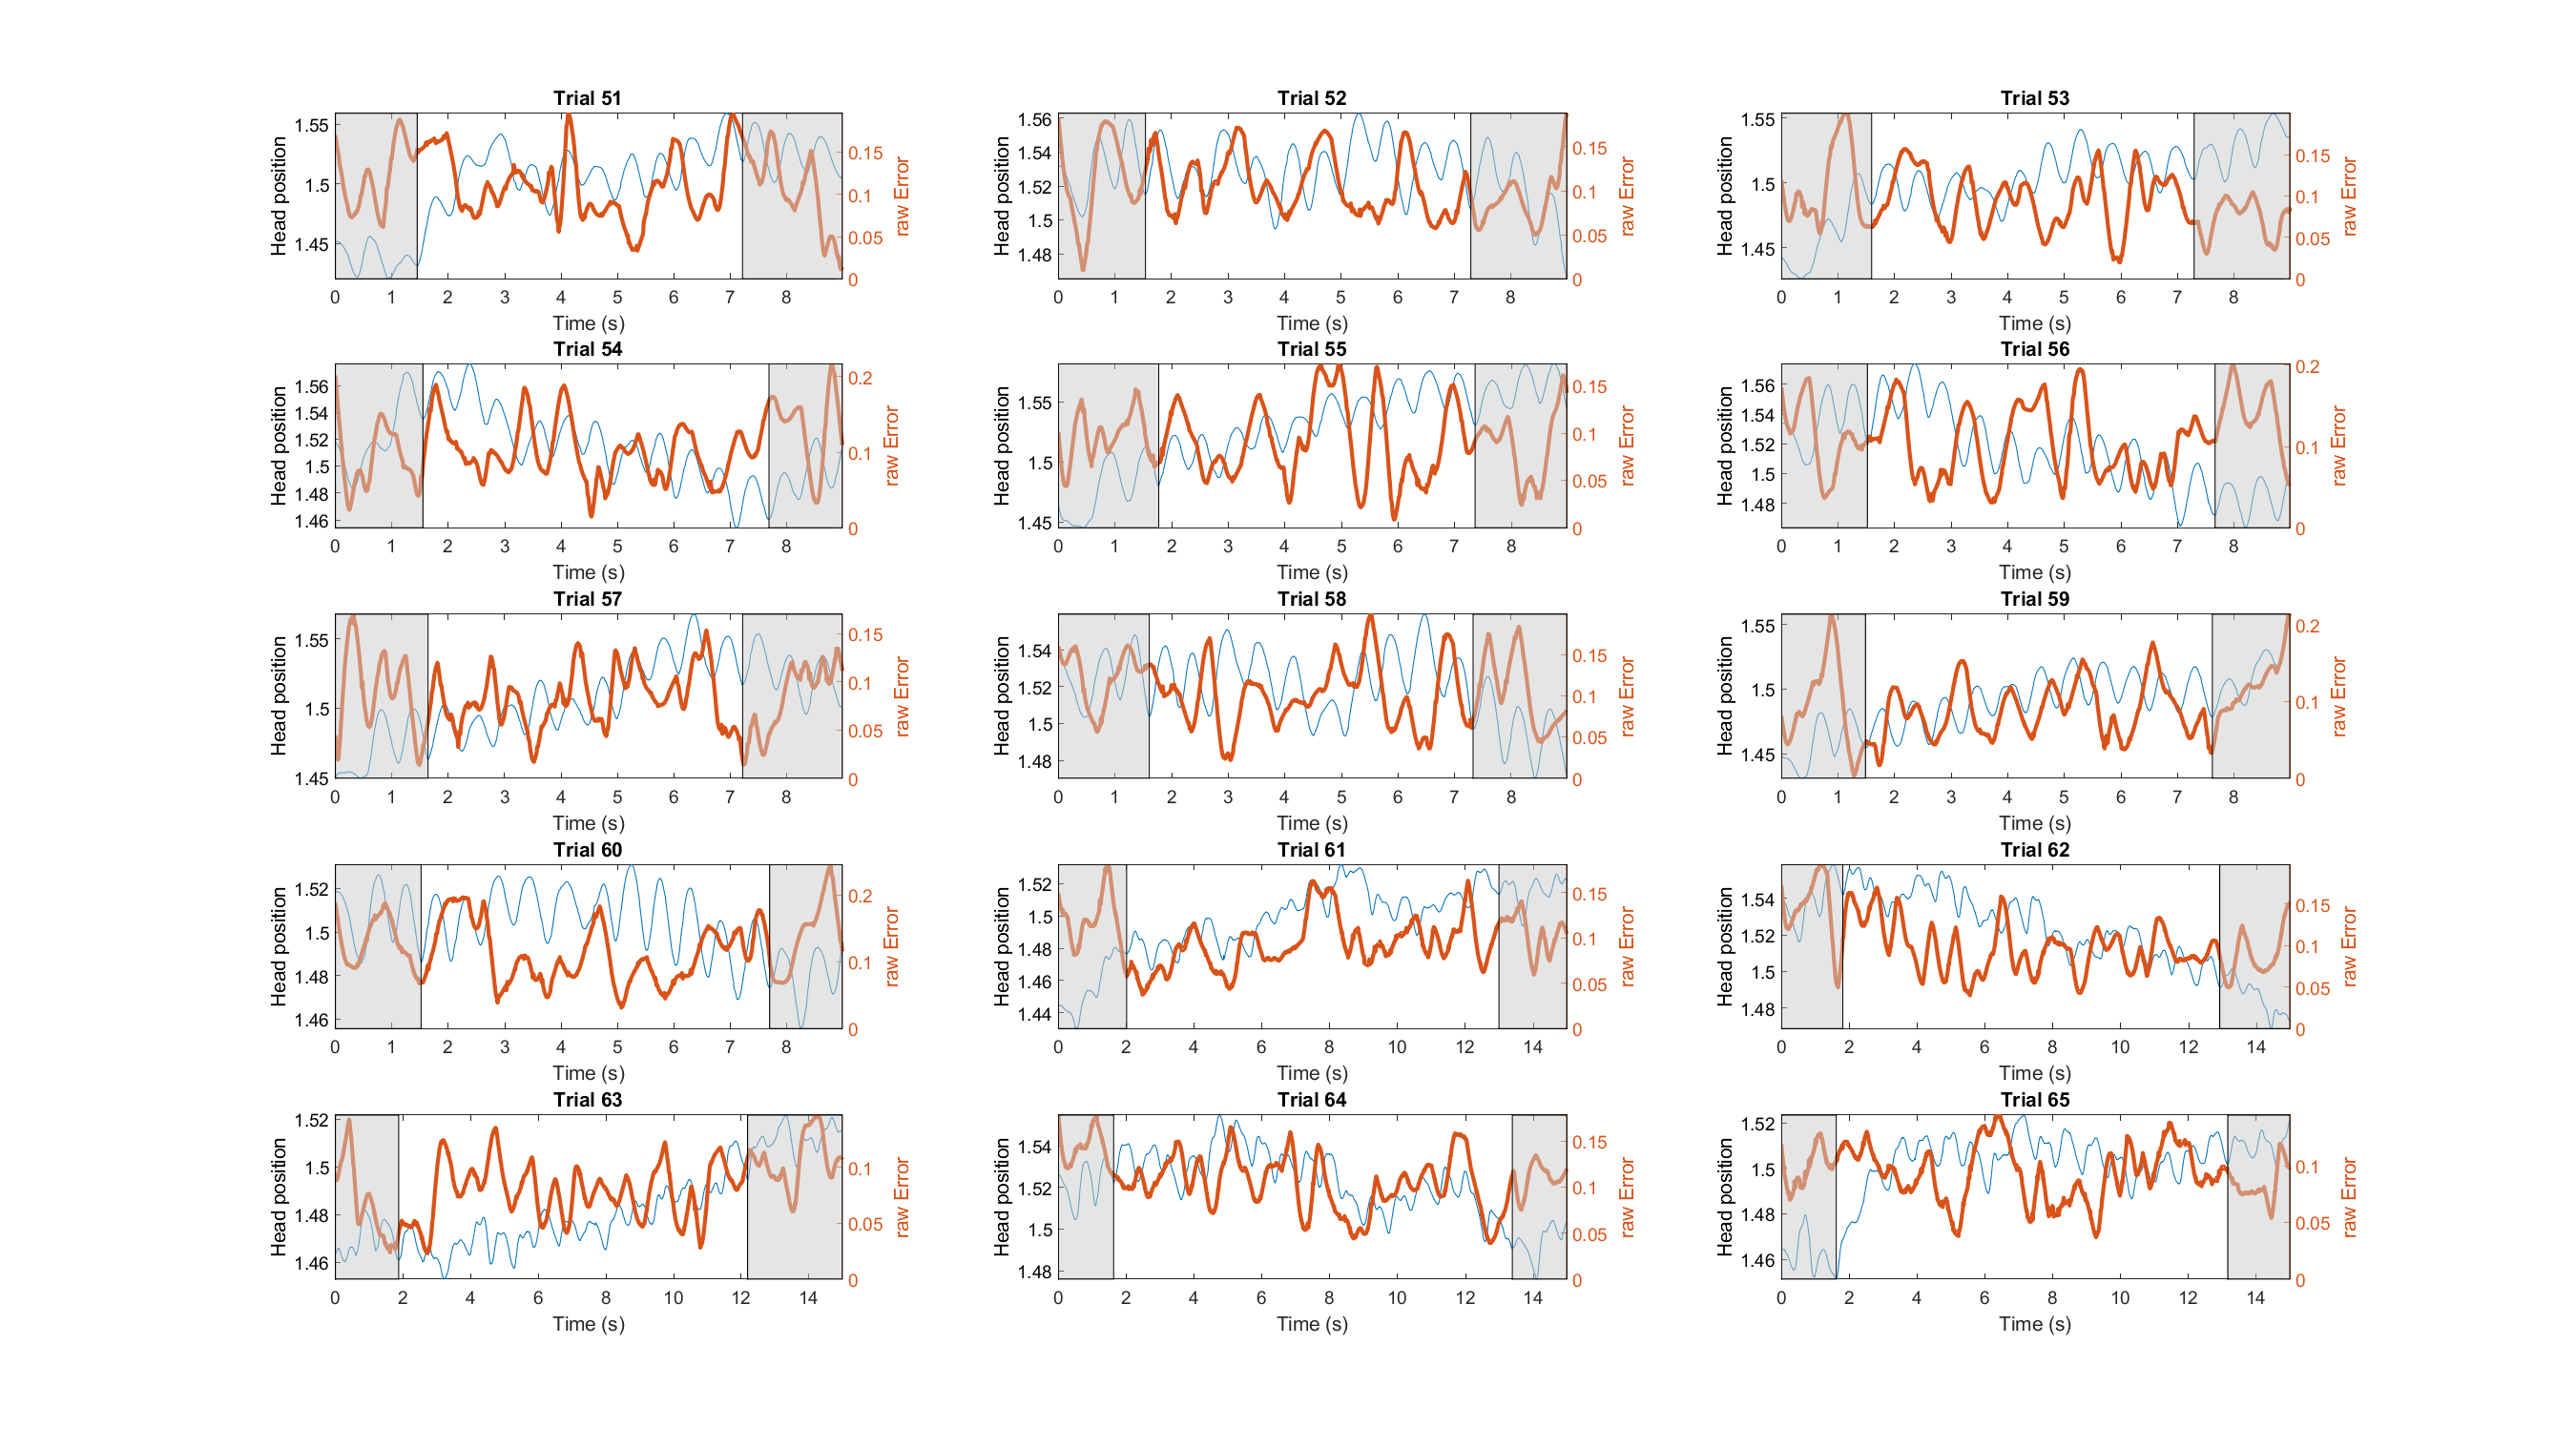 Trial 51
Trial 52
Trial 53
Head position
1.55
1.5
1.45
0.15
0.1
0.05
0
raw Error
0 1 2 3 4 5 6 7 8
Time (s)
Head position
1.56
1.54
1.52
1.5
1.48
0.15
0.1
0.05
0
raw Error
0 1 2 3 4 5 6 7 8
Time (s)
Head position
1.55
1.5
1.45
0.15
0.1
0.05
0
raw Error
0 1 2 3 4 5 6 7 8
Time (s)
Trial 54
Trial 55
Trial 56
Head position
1.56
1.54
1.52
1.5
1.48
1.46
0.2
0.1
0
raw Error
0 1 2 3 4 5 6 7 8
Time (s)
Head position
1.55
1.5
1.45
0.15
0.1
0.05
0
raw Error
0 1 2 3 4 5 6 7 8
Time (s)
Head position
1.56
1.54
1.52
1.5
1.48
0.2
0.1
0
raw Error
0 1 2 3 4 5 6 7 8
Time (s)
Trial 57
Trial 58
Trial 59
Head position
1.55
1.5
1.45
0.15
0.1
0.05
0
raw Error
0 1 2 3 4 5 6 7 8
Time (s)
Head position
1.54
1.52
1.5
1.48
0.15
0.1
0.05
0
raw Error
0 1 2 3 4 5 6 7 8
Time (s)
Head position
1.55
1.5
1.45
0.2
0.1
0
raw Error
0 1 2 3 4 5 6 7 8
Time (s)
Trial 60
Trial 61
Trial 62
Head position
1.52
1.5
1.48
1.46
0.2
0.1
0
raw Error
0 1 2 3 4 5 6 7 8
Time (s)
Head position
1.52
1.5
1.48
1.46
1.44
0.15
0.1
0.05
0
raw Error
0 2 4 6 8 10 12 14
Time (s)
Head position
1.54
1.52
1.5
1.48
0.15
0.1
0.05
0
raw Error
0 2 4 6 8 10 12 14
Time (s)
Trial 63
Trial 64
Trial 65
Head position
1.52
1.5
1.48
1.46
0.1
0.05
0
raw Error
0 2 4 6 8 10 12 14
Time (s)
Head position
1.54
1.52
1.5
1.48
0.15
0.1
0.05
0
raw Error
0 2 4 6 8 10 12 14
Time (s)
Head position
1.52
1.5
1.48
1.46
0.1
0.05
0
raw Error
0 2 4 6 8 10 12 14
Time (s)